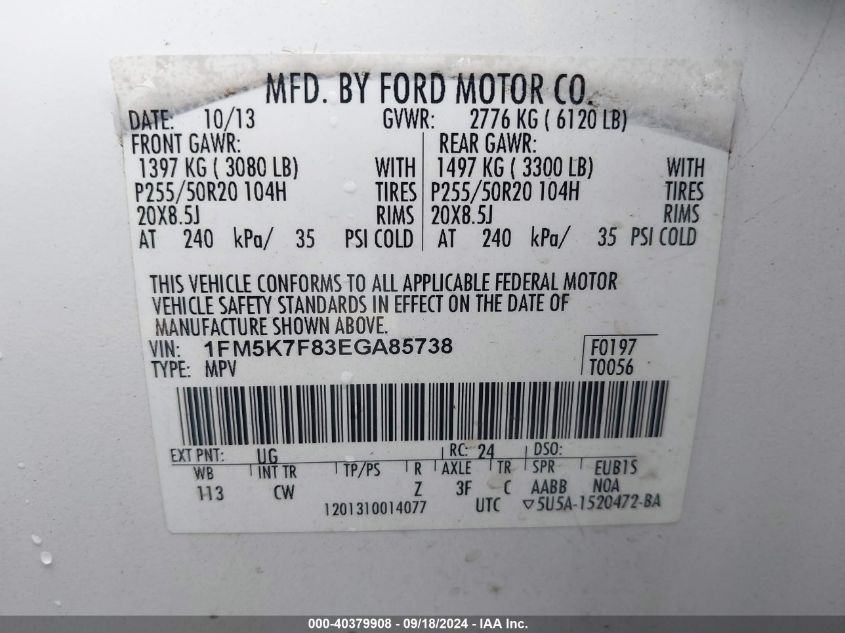 MFD. BY FORD MOTOR CO.
DATE: 10/13 GVWR: 2776 KG ( 6120 LB)
FRONT GAWR: REAR GAWR:
1397 KG ( 3080 LB) WITH 1497 KG ( 3300 LB) WITH
P255/50R20 104H TIRES P255/50R20 104H TIRES
20X8.5J RIMS 20X8.5J RIMS
AT 240 kPa/ 35 PSI COLD AT 240 kPa/ 35 PSI COLD
THIS VEHICLE CONFORMS TO ALL APPLICABLE FEDERAL MOTOR
VEHICLE SAFETY STANDARDS IN EFFECT ON THE DATE OF
MANUFACTURE SHOWN ABOVE.
VIN: 1FM5K7F83EGA85738 F0197
TYPE: MPV T0056
EXT PNT: UG RC: 24 DSO:
WB INT TR TP/PS R AXLE TR SPR EUB1S
113 CW Z 3F C AABB NOA
1201310014077 UTC ▽5U5A-1520472-BA
000-40379908 - 09/18/2024 - IAA Inc.